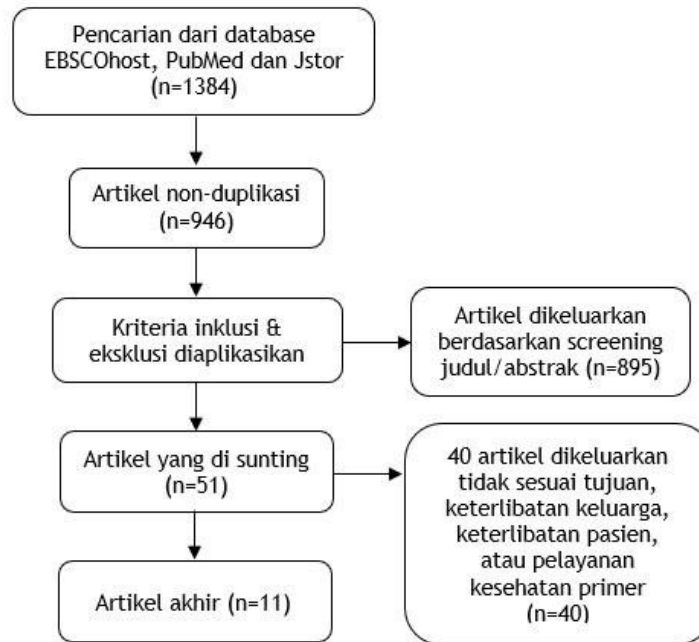 Pencarian dari database
EBSCOhost, PubMed dan Jstor
(n=1384)
Artikel non-duplikasi
(n=946)
Kriteria inklusi &
eksklusi diaplikasikan
Artikel dikeluarkan
berdasarkan screening
judul/abstrak (n=895)
Artikel yang di sunting
(n=51)
40 artikel dikeluarkan
tidak sesuai tujuan,
keterlibatan keluarga,
keterlibatan pasien,
atau pelayanan
kesehatan primer
(n=40)
Artikel akhir (n=11)